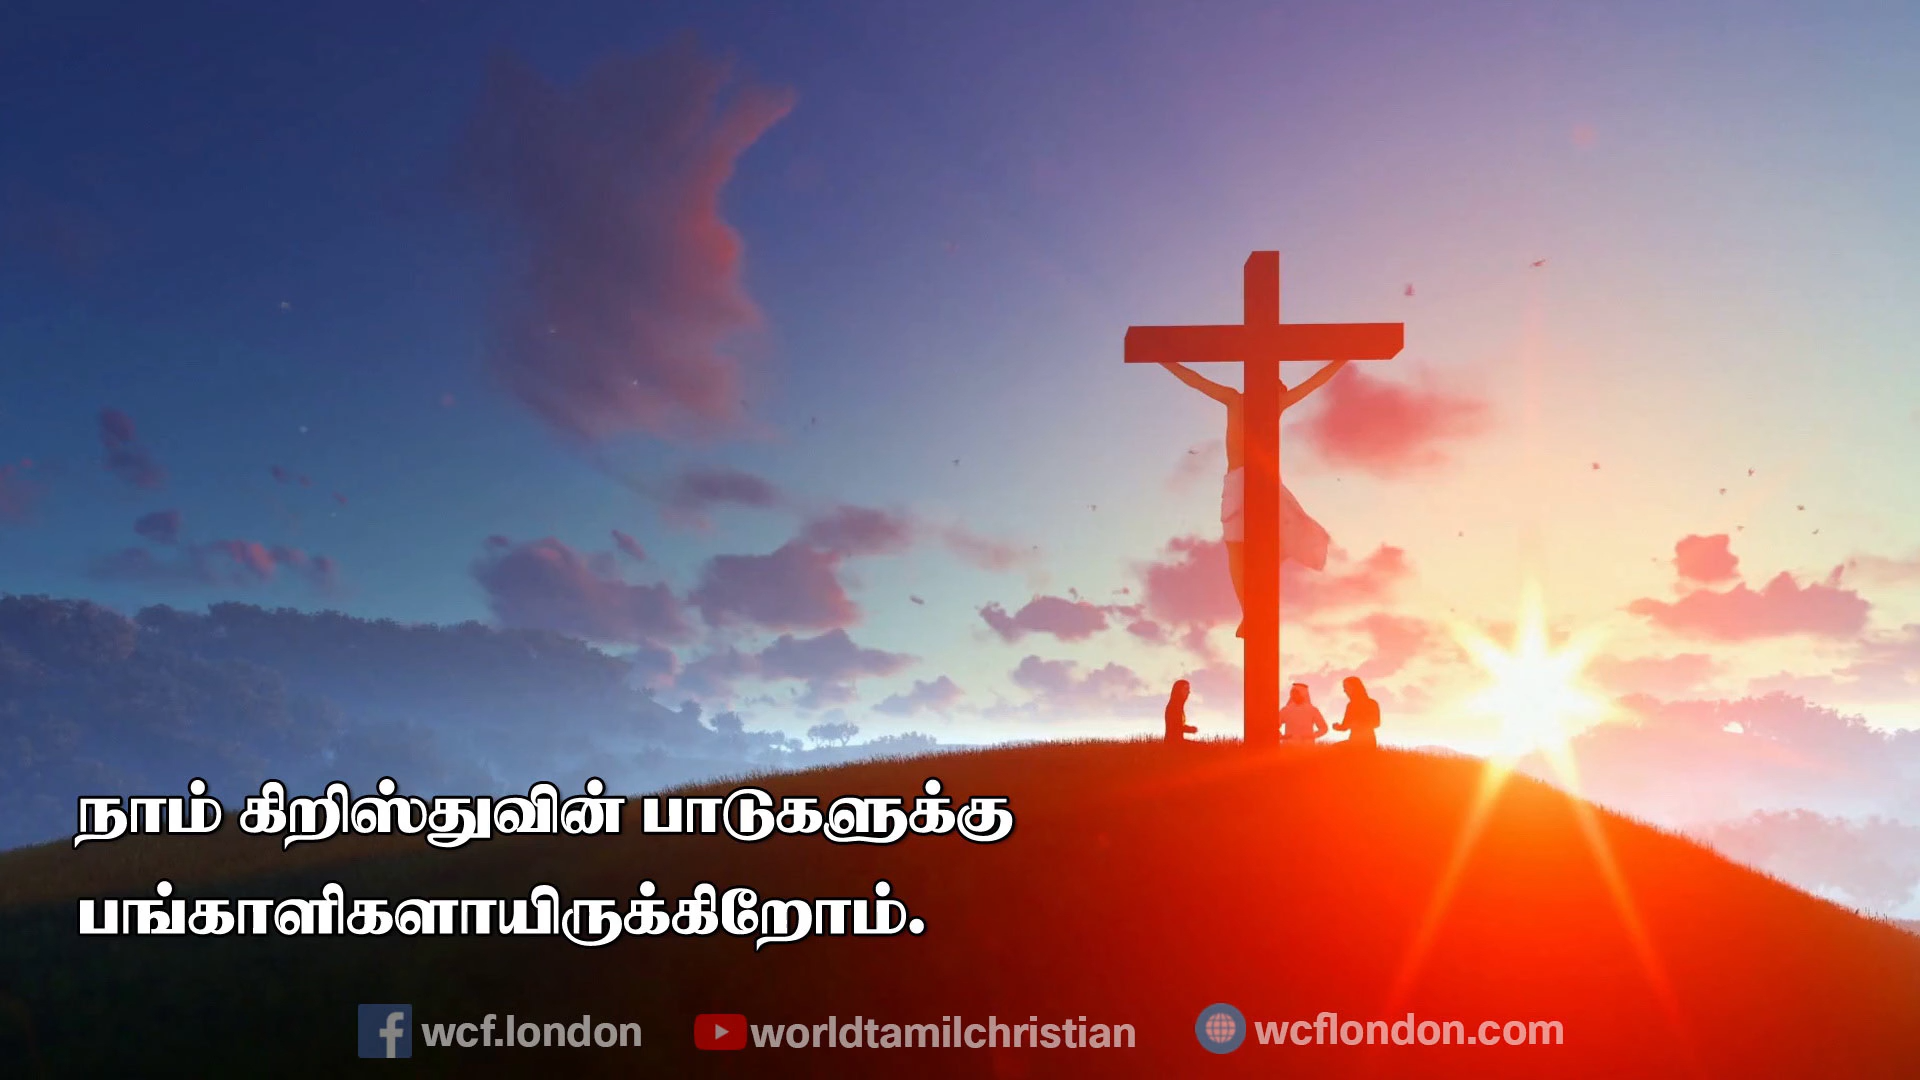 நாம் கிறிஸ்துவின் பாடுகளுக்கு
பங்காளிகளாயிருக்கிறோம்.
wcf.london worldtamilchristian wcflondon.com